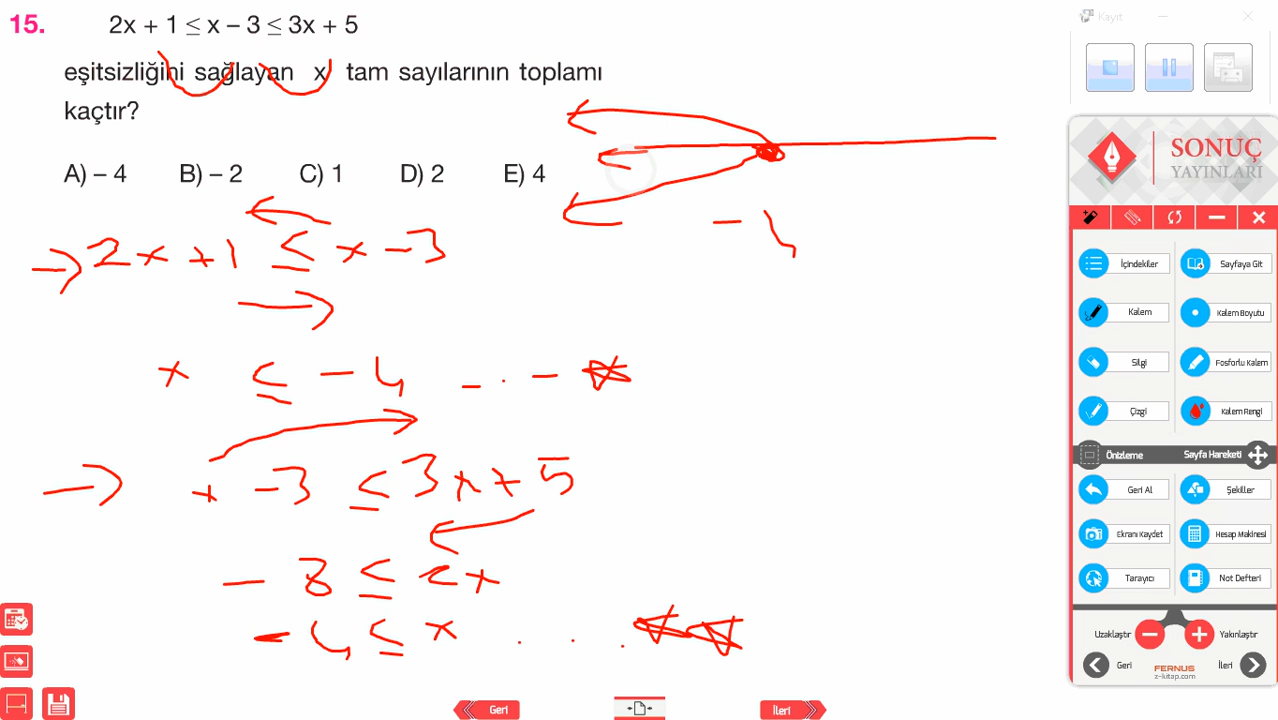 15. 2x + 1 ≤ x – 3 ≤ 3x + 5
eşitsizliğini sağlayan x tam sayılarının toplamı
kaçtır?
A) – 4 B) – 2 C) 1 D) 2 E) 4
→ 2x + 1 ≤ x - 3
- 4
x ≤ - 4
→ x - 3 ≤ 3x + 5
- 8 ≤ 2x
- 4 ≤ x
Kayıt
SONUÇ
YAYINLARI
İçindekiler Sayfaya Git
Kalem Kalem Boyutu
Silgi Fosforlu Kalem
Çizgi Kalem Rengi
Önizleme Sayfa Hareketi
Geri Al Şekiller
Ekranı Kaydet Hesap Makinesi
Tarayıcı Not Defteri
Uzaklaştır Yakınlaştır
Geri FERNUS İleri
z-kitap.com
Geri İleri